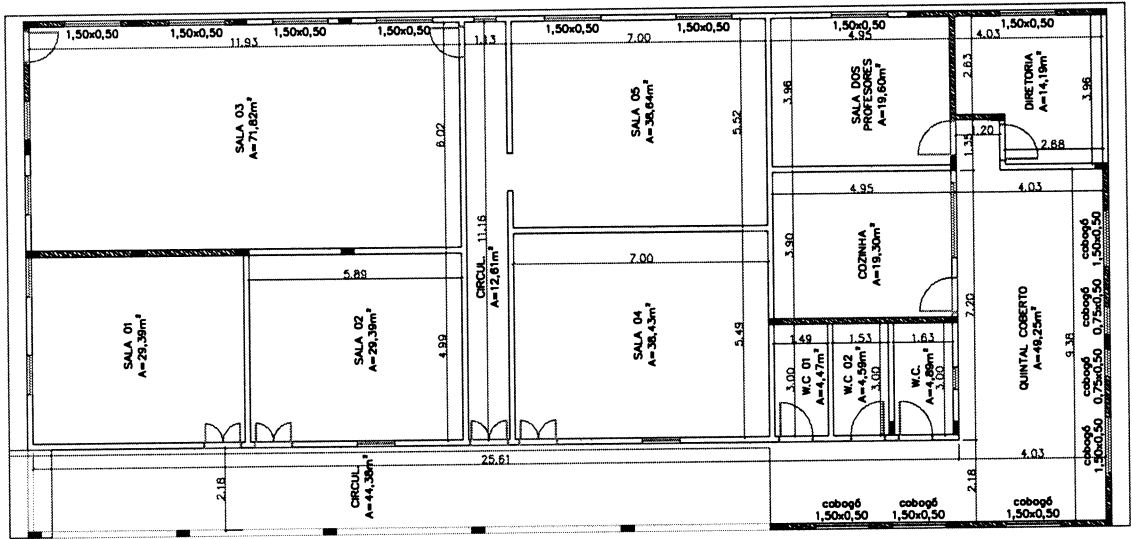 1,50x0,50 1,50x0,50 1,50x0,50 1,50x0,50 1,50x0,50 1,50x0,50 1,50x0,50 1,50x0,50
11.93 1.13 7.00 4.95 4.03
SALA 03
A=71,82m²
6.02
SALA 05
A=38,64m²
5.52
3.96
SALA DOS
PROFESORES
A=19,60m²
2.63
DIRETORIA
A=14,19m²
3.96
1.20
1.35
2.88
4.95 4.03
11.16
CIRCUL.
A=12,61m²
5.89
7.00
3.90
COZINHA
A=19,30m²
7.20
cobogó
1,50x0,50
cobogó
0,75x0,50
cobogó
0,75x0,50
cobogó
1,50x0,50
SALA 01
A=29,39m²
SALA 02
A=29,39m²
4.99
SALA 04
A=38,43m²
5.49
1.49 1.53 1.63
3.00
W.C 01
A=4,47m²
W.C 02
A=4,59m²
3.00
W.C.
A=4,89m²
3.00
QUINTAL COBERTO
A=49,25m²
9.38
25.61
4.03
2.18
CIRCUL.
A=44,38m²
2.18
cobogó cobogó cobogó
1,50x0,50 1,50x0,50 1,50x0,50